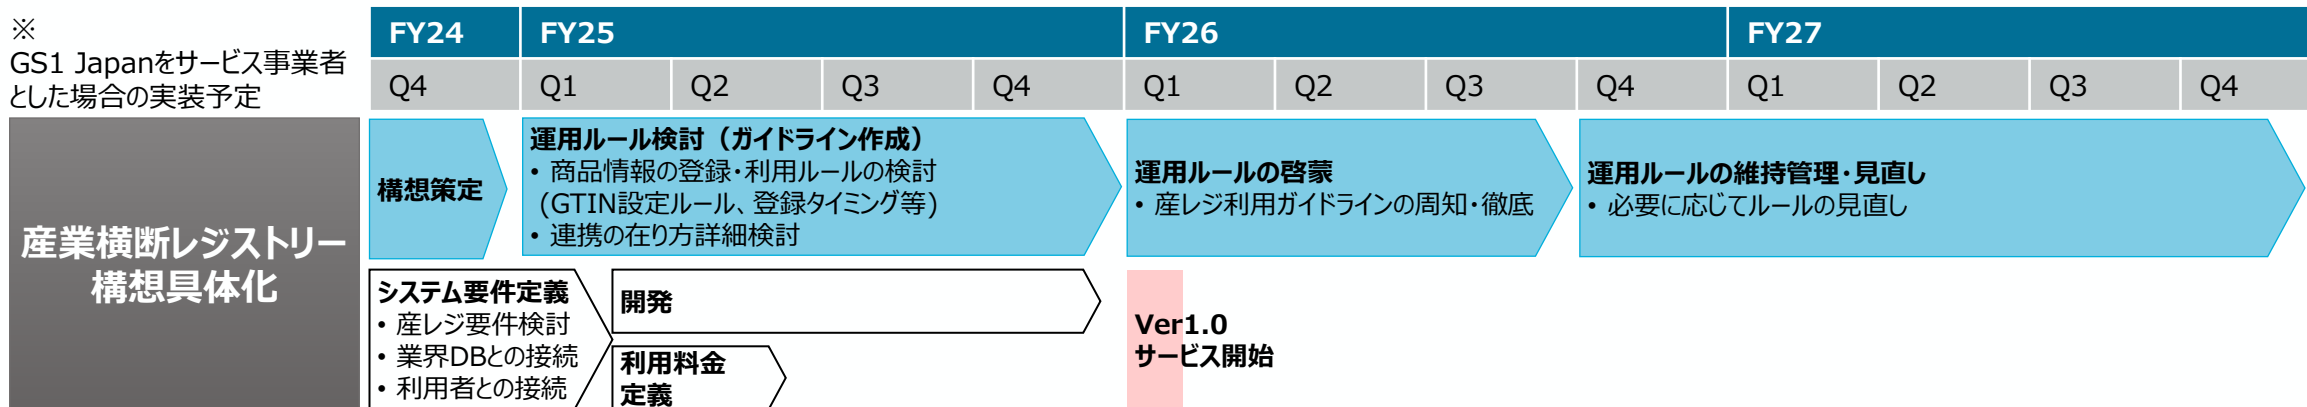 ※
GS1 Japanをサービス事業者
とした場合の実装予定
FY24 FY25 FY26 FY27
Q4 Q1 Q2 Q3 Q4 Q1 Q2 Q3 Q4 Q1 Q2 Q3 Q4
産業横断レジストリー
構想具体化
構想策定
運用ルール検討（ガイドライン作成）
• 商品情報の登録・利用ルールの検討
(GTIN設定ルール、登録タイミング等)
• 連携の在り方詳細検討
運用ルールの啓蒙
• 産レジ利用ガイドラインの周知・徹底
運用ルールの維持管理・見直し
• 必要に応じてルールの見直し
システム要件定義
• 産レジ要件検討
• 業界DBとの接続
• 利用者との接続
開発
利用料金
定義
Ver1.0
サービス開始